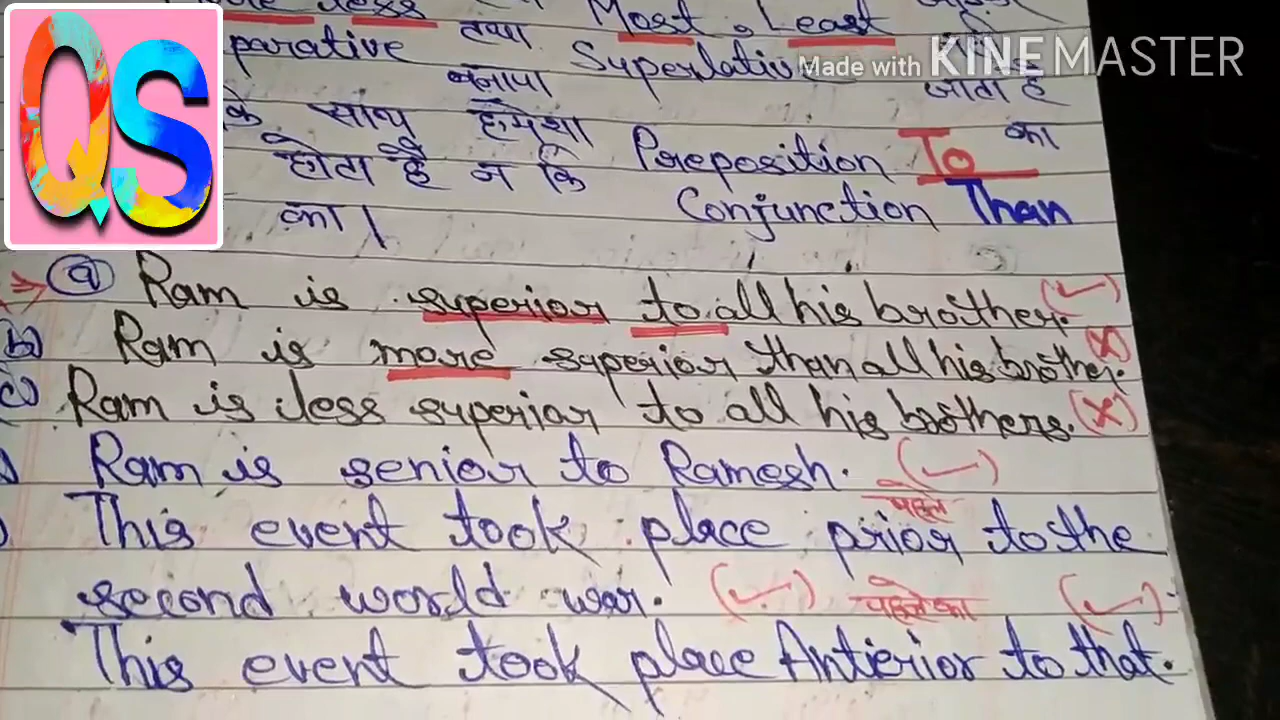 QS
less Most, Least
parative तथा Superlativ
Made with KINEMASTER
बनाया जाता है
के साथ हमेशा Preposition To का
होता है न कि Conjunction Than
का।
(a) Ram is superior to all his brother. (✓)
b) Ram is more superior than all his brother. (X)
c) Ram is less superior to all his brothers. (X)
Ram is senior to Ramesh. (✓)
पहले
This event took place prior to the
second world war. (✓) पहले का (✓)
This event took place Anterior to that.